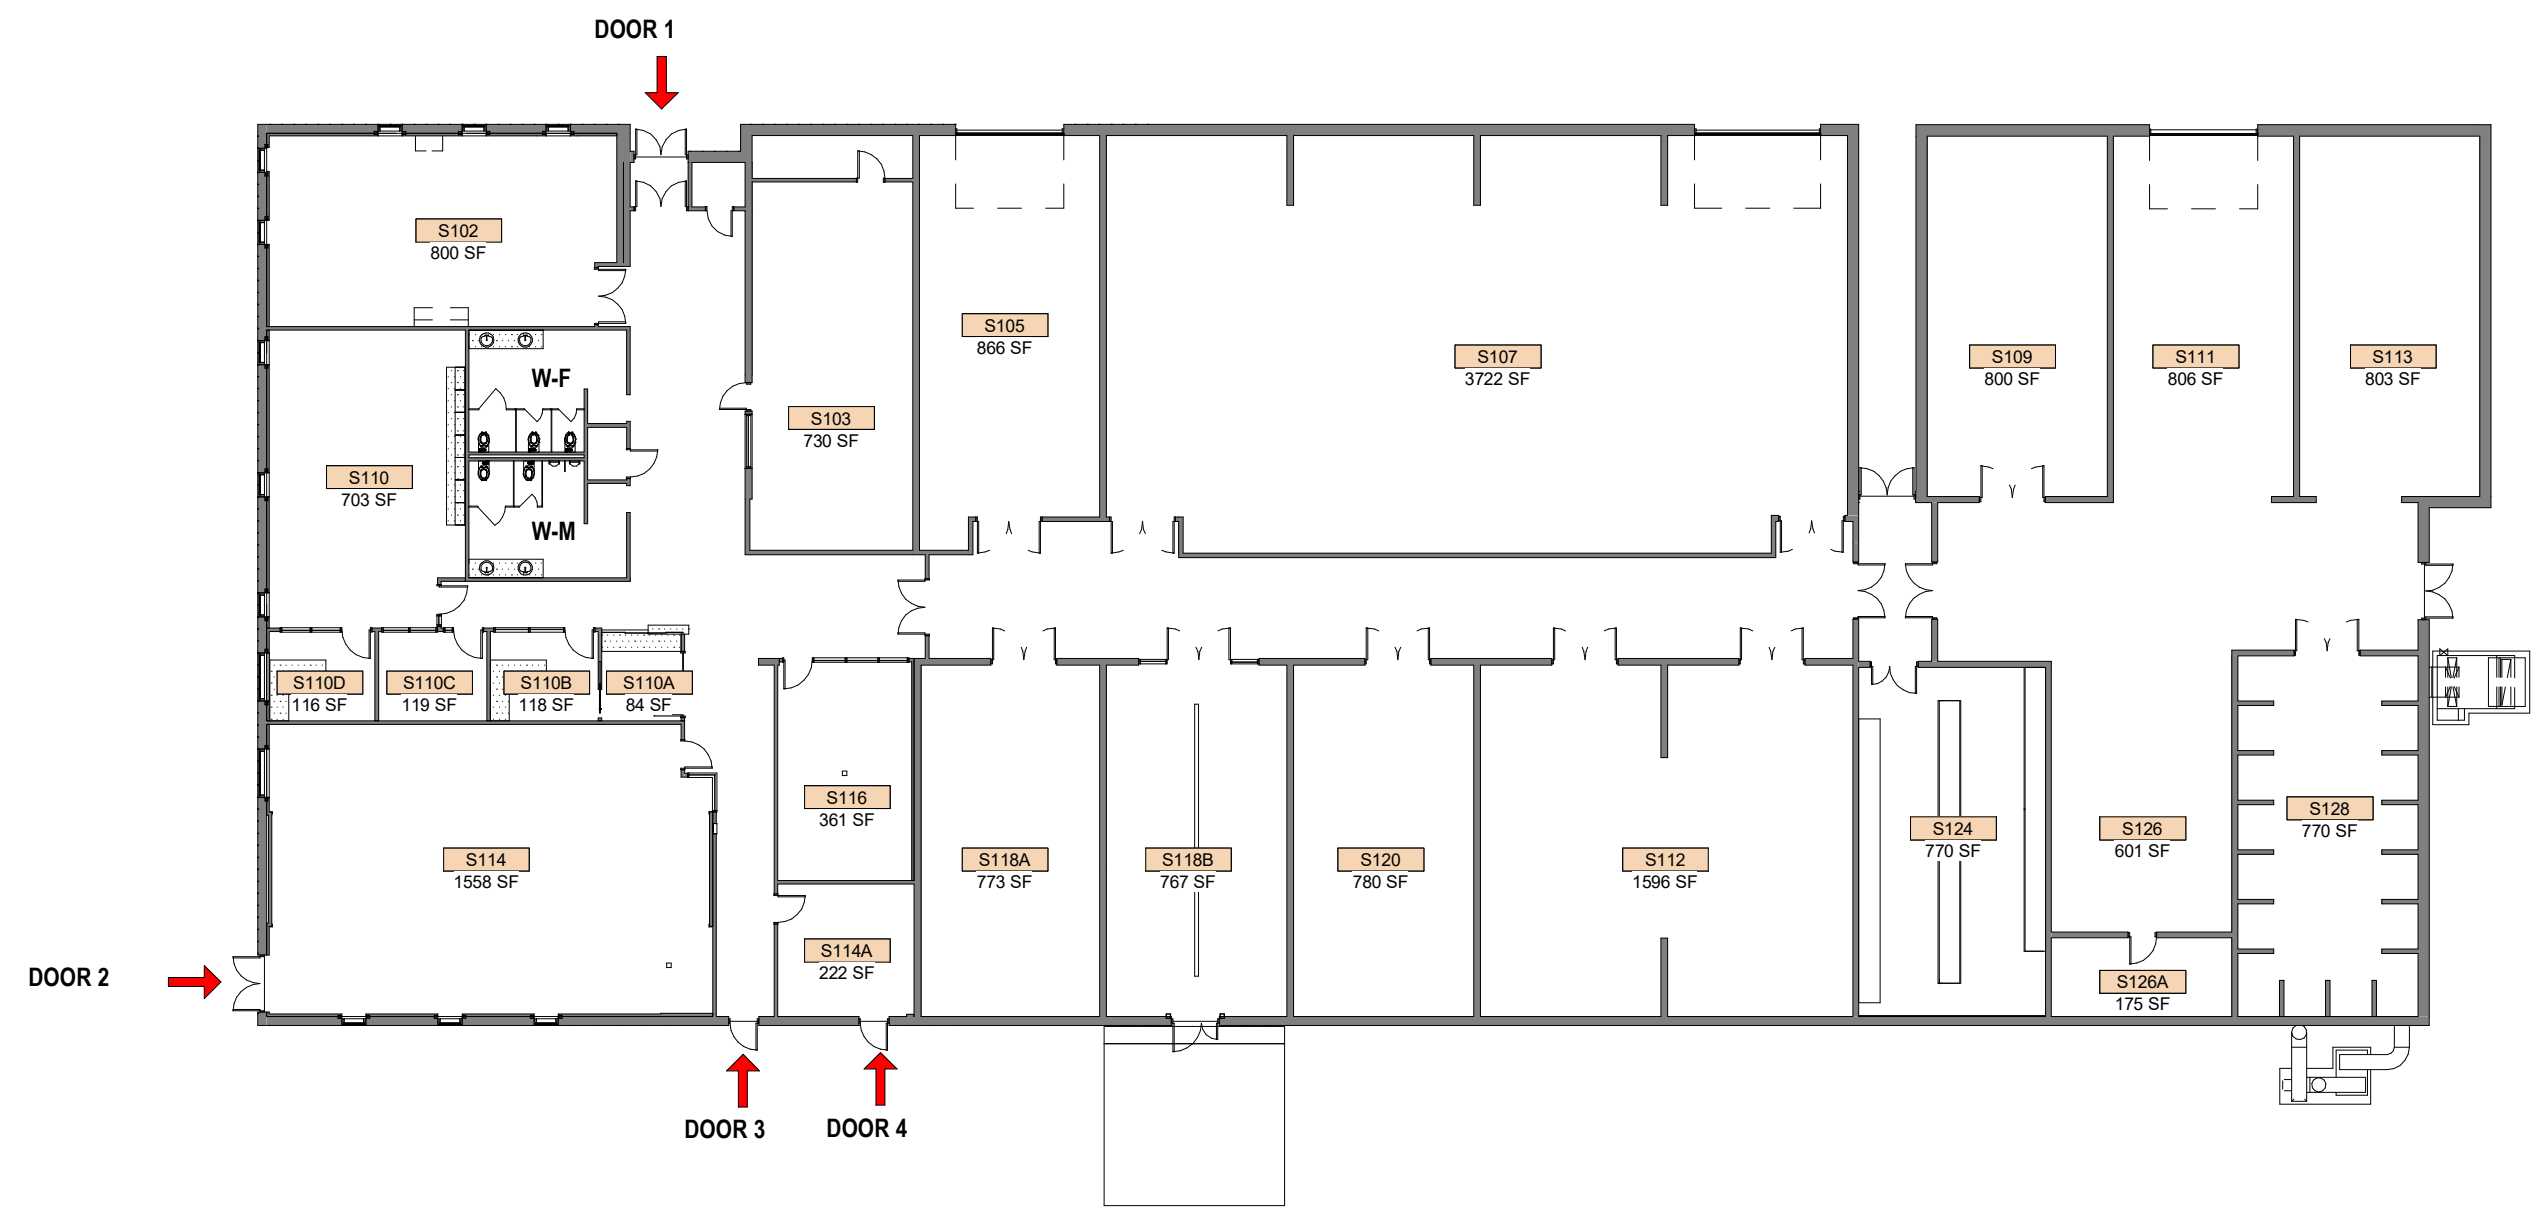 DOOR 1
S102
800 SF
S105
866 SF
S107
3722 SF
S109
800 SF
S111
806 SF
S113
803 SF
W-F
S103
730 SF
S110
703 SF
W-M
S110D
116 SF
S110C
119 SF
S110B
118 SF
S110A
84 SF
S116
361 SF
S114
1558 SF
S118A
773 SF
S118B
767 SF
S120
780 SF
S112
1596 SF
S124
770 SF
S126
601 SF
S128
770 SF
S114A
222 SF
S126A
175 SF
DOOR 2
DOOR 3
DOOR 4